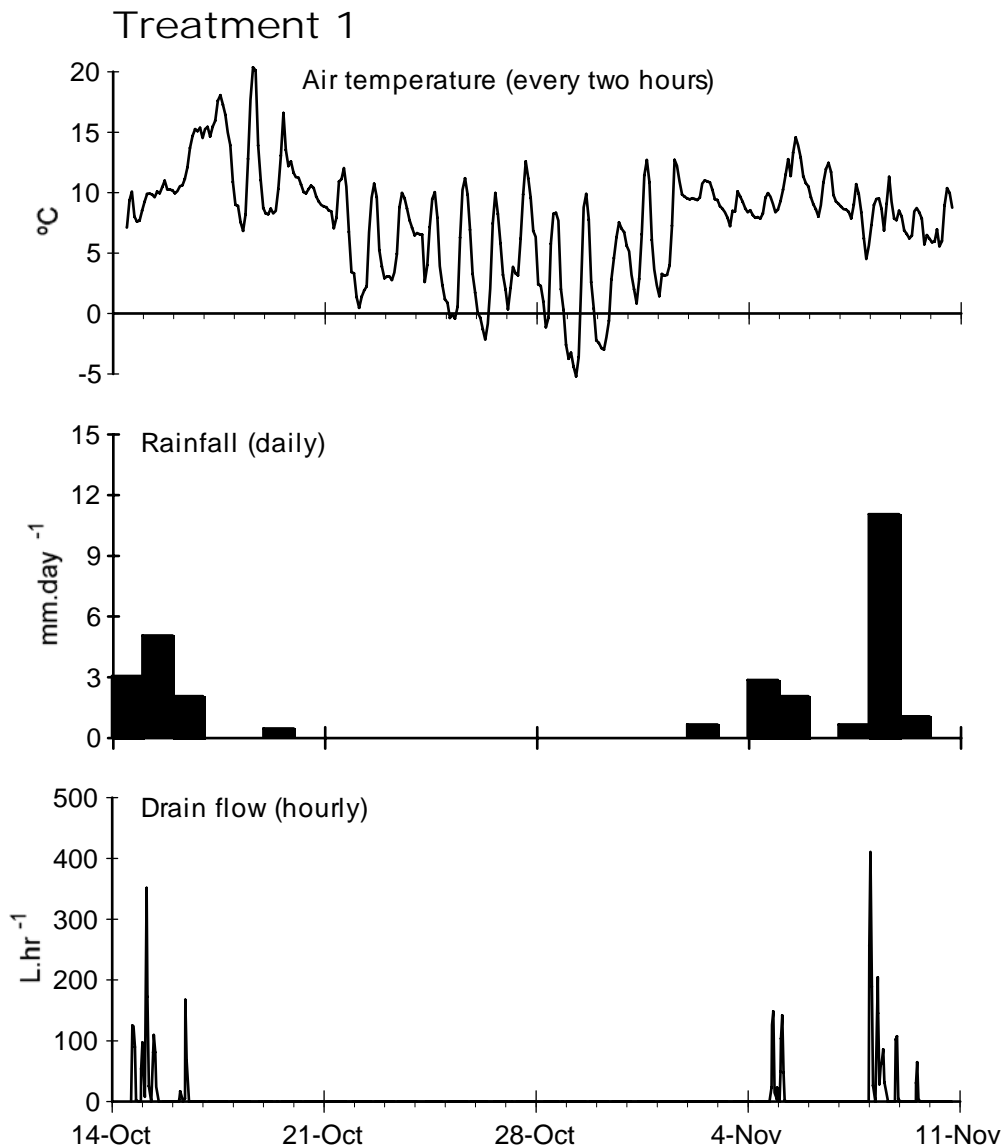 Treatment 1
Air temperature (every two hours)
20
15
10
5
0
-5
ºC
Rainfall (daily)
15
12
9
6
3
0
mm.day -1
Drain flow (hourly)
500
400
300
200
100
0
L.hr -1
14-Oct 21-Oct 28-Oct 4-Nov 11-Nov